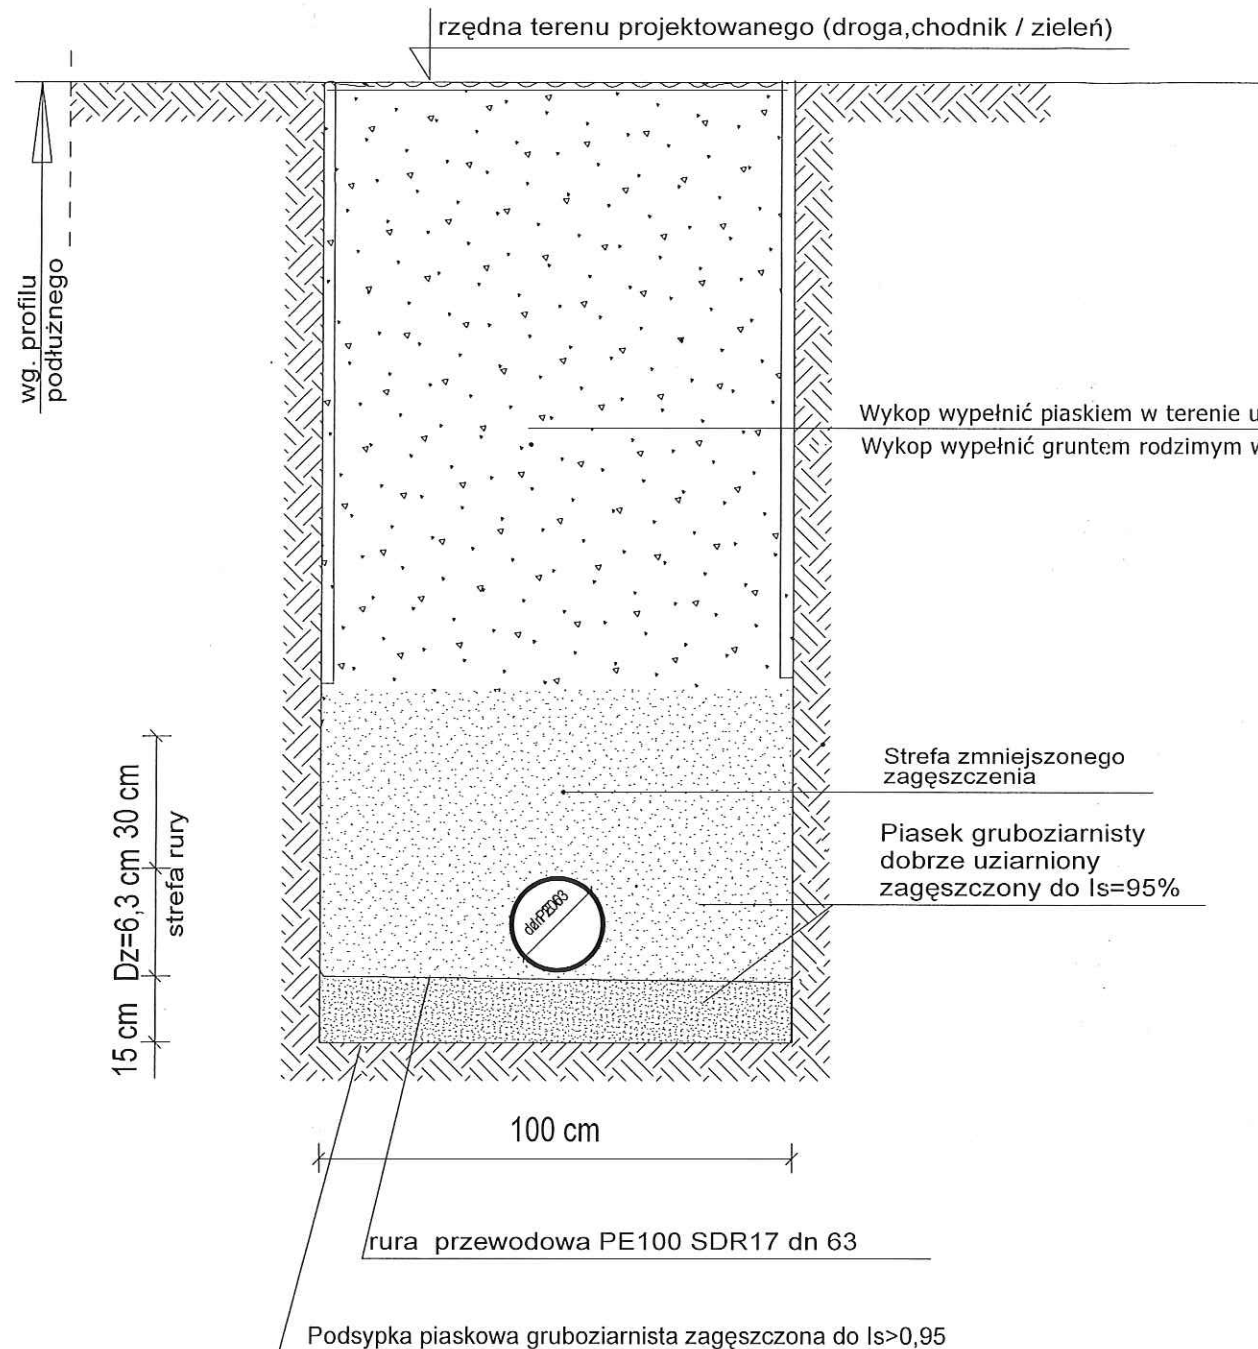 rzędna terenu projektowanego (droga,chodnik / zieleń)
wg. profilu
podłużnego
Wykop wypełnić piaskiem w terenie
Wykop wypełnić gruntem rodzimym
Strefa zmniejszonego
zagęszczenia
Piasek gruboziarnisty
dobrze uziarniony
zagęszczony do Is=95%
30 cm
Dz=6,3 cm
15 cm
strefa rury
100 cm
rura przewodowa PE100 SDR17 dn 63
Podsypka piaskowa gruboziarnista zagęszczona do Is>0,95